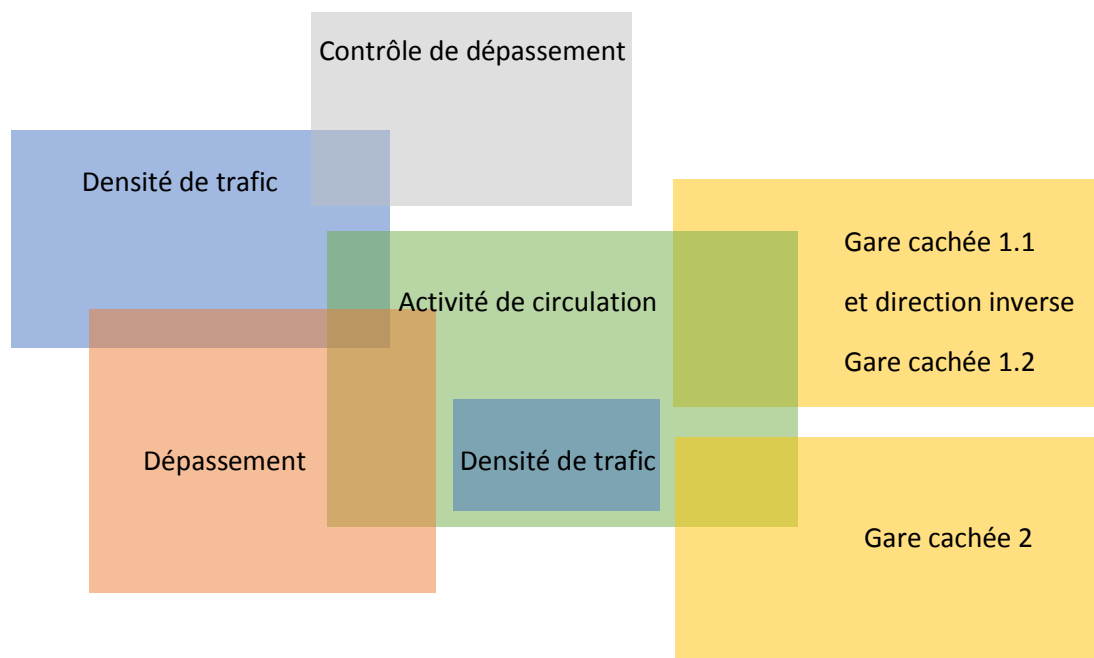 Contrôle de dépassement
Densité de trafic
Gare cachée 1.1
et direction inverse
Gare cachée 1.2
Activité de circulation
Dépassement
Densité de trafic
Gare cachée 2